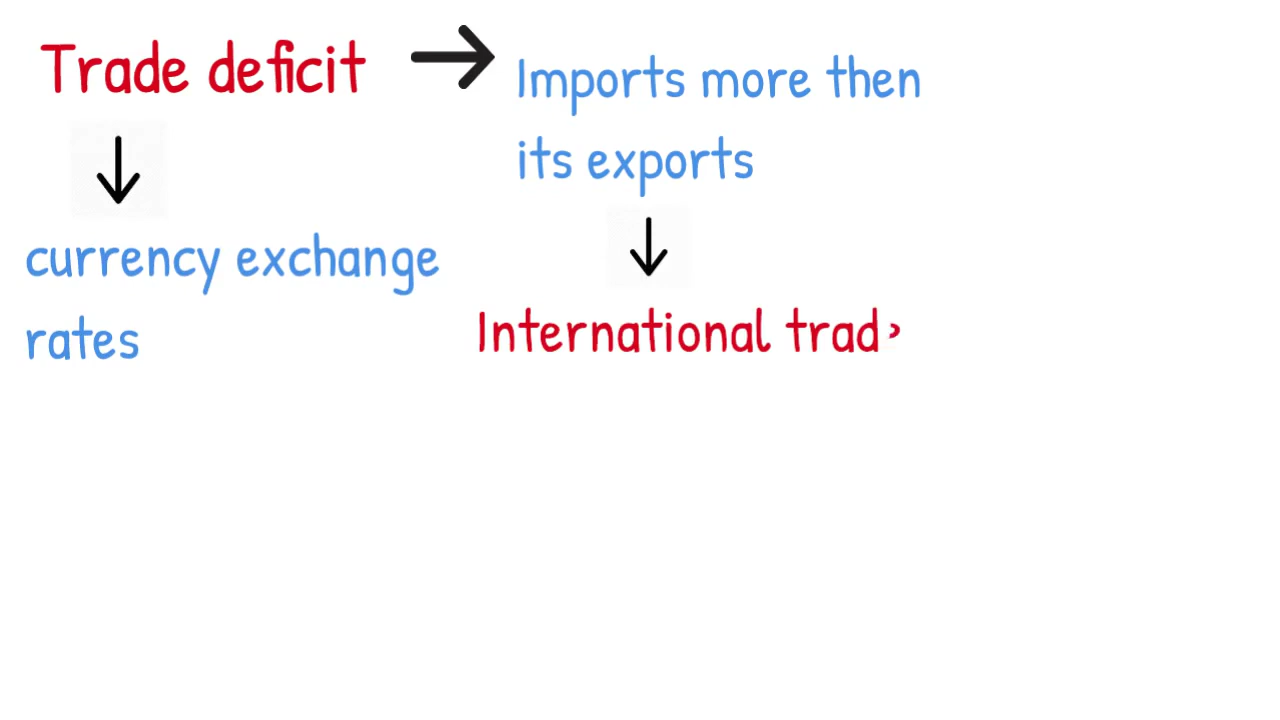 Trade deficit
Imports more then
its exports
currency exchange
rates
International trad